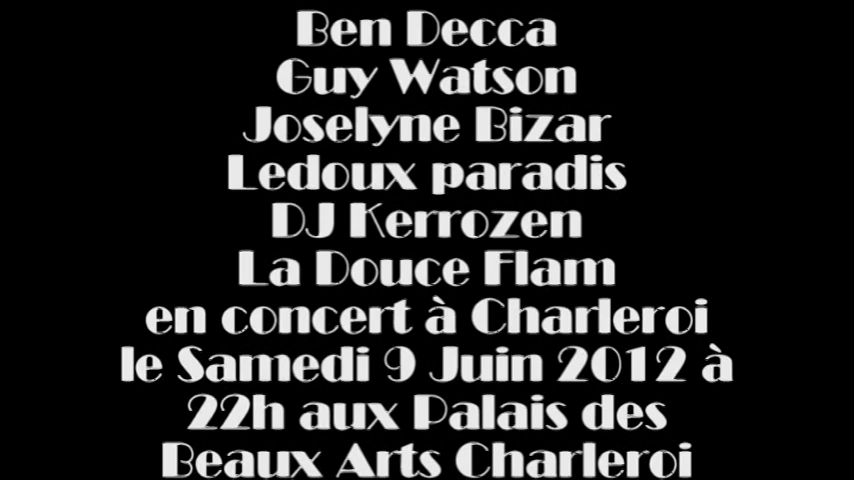 Ben Decca
Guy Watson
Joselyne Bizar
Ledoux paradis
DJ Kerrozen
La Douce Flam
en concert à Charleroi
le Samedi 9 Juin 2012 à
22h aux Palais des
Beaux Arts Charleroi